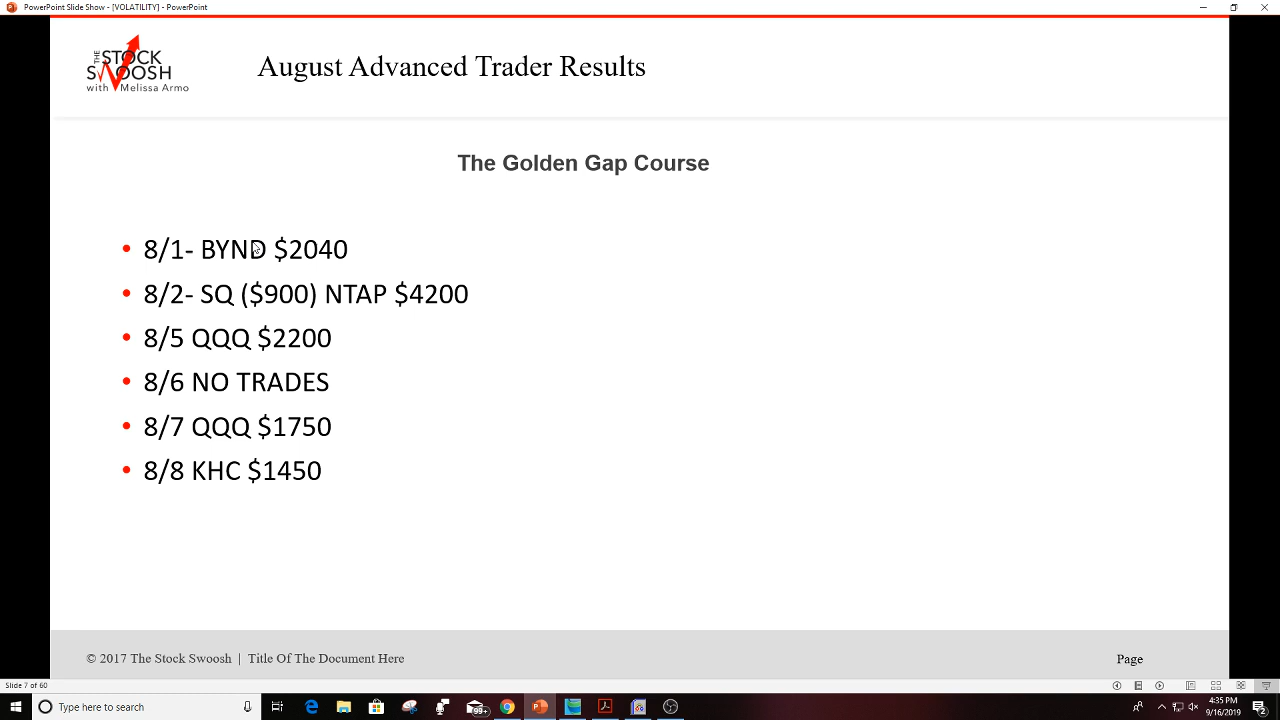 PowerPoint Slide Show - [VOLATILITY] - PowerPoint
THE
STOCK
SWOOSH
with Melissa Armo
August Advanced Trader Results
The Golden Gap Course
• 8/1- BYND $2040
• 8/2- SQ ($900) NTAP $4200
• 8/5 QQQ $2200
• 8/6 NO TRADES
• 8/7 QQQ $1750
• 8/8 KHC $1450
© 2017 The Stock Swoosh | Title Of The Document Here
Page
Slide 7 of 60
Type here to search
99+
4:35 PM
9/16/2019
2